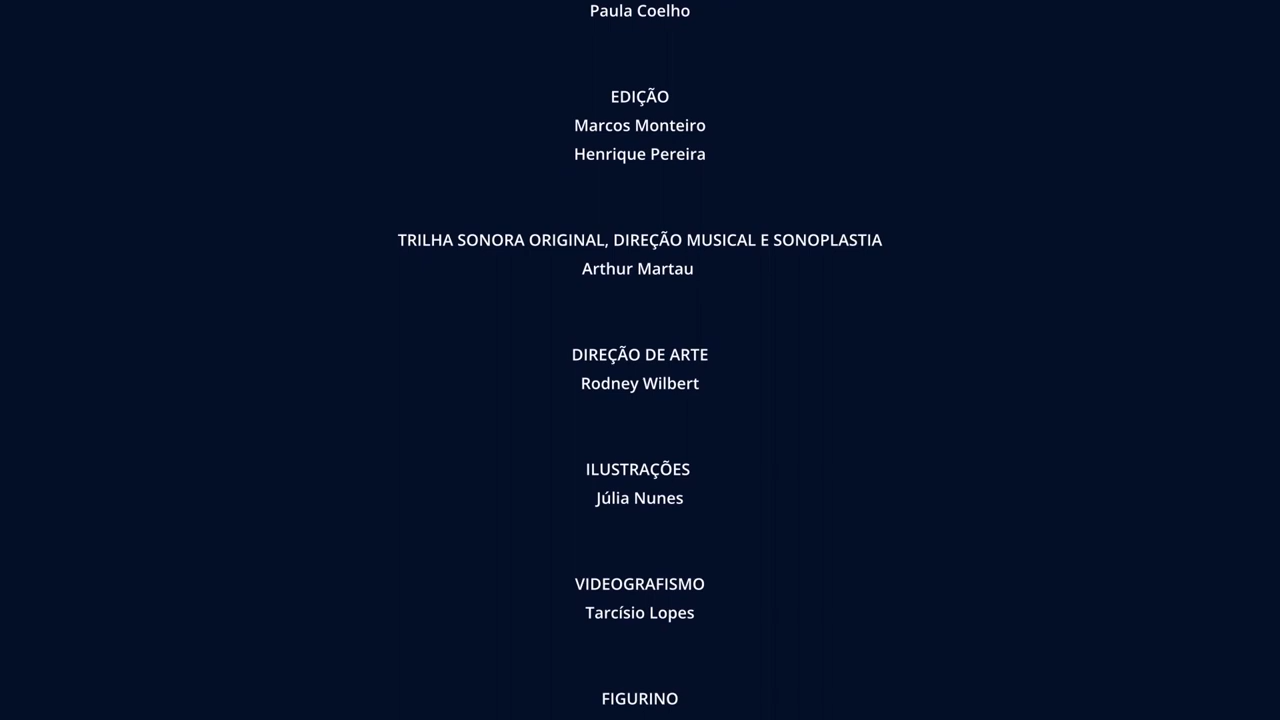 Paula Coelho
EDIÇÃO
Marcos Monteiro
Henrique Pereira
TRILHA SONORA ORIGINAL, DIREÇÃO MUSICAL E SONOPLASTIA
Arthur Martau
DIREÇÃO DE ARTE
Rodney Wilbert
ILUSTRAÇÕES
Júlia Nunes
VIDEOGRAFISMO
Tarcísio Lopes
FIGURINO